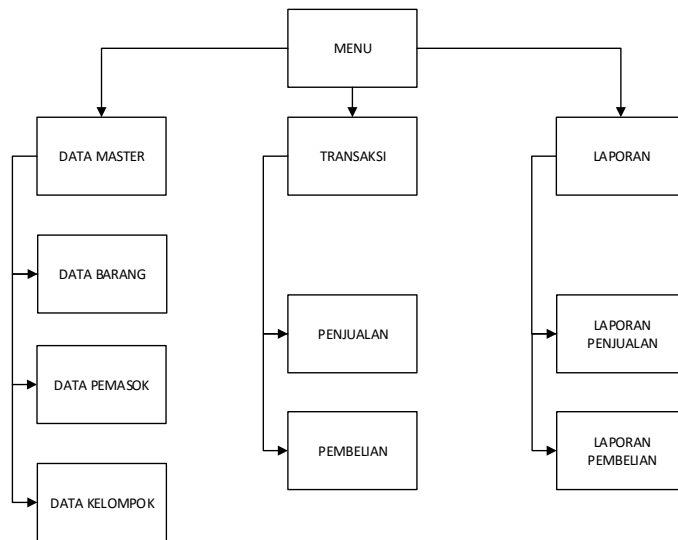 MENU
DATA MASTER
TRANSAKSI
LAPORAN
DATA BARANG
PENJUALAN
LAPORAN
PENJUALAN
DATA PEMASOK
PEMBELIAN
LAPORAN
PEMBELIAN
DATA KELOMPOK